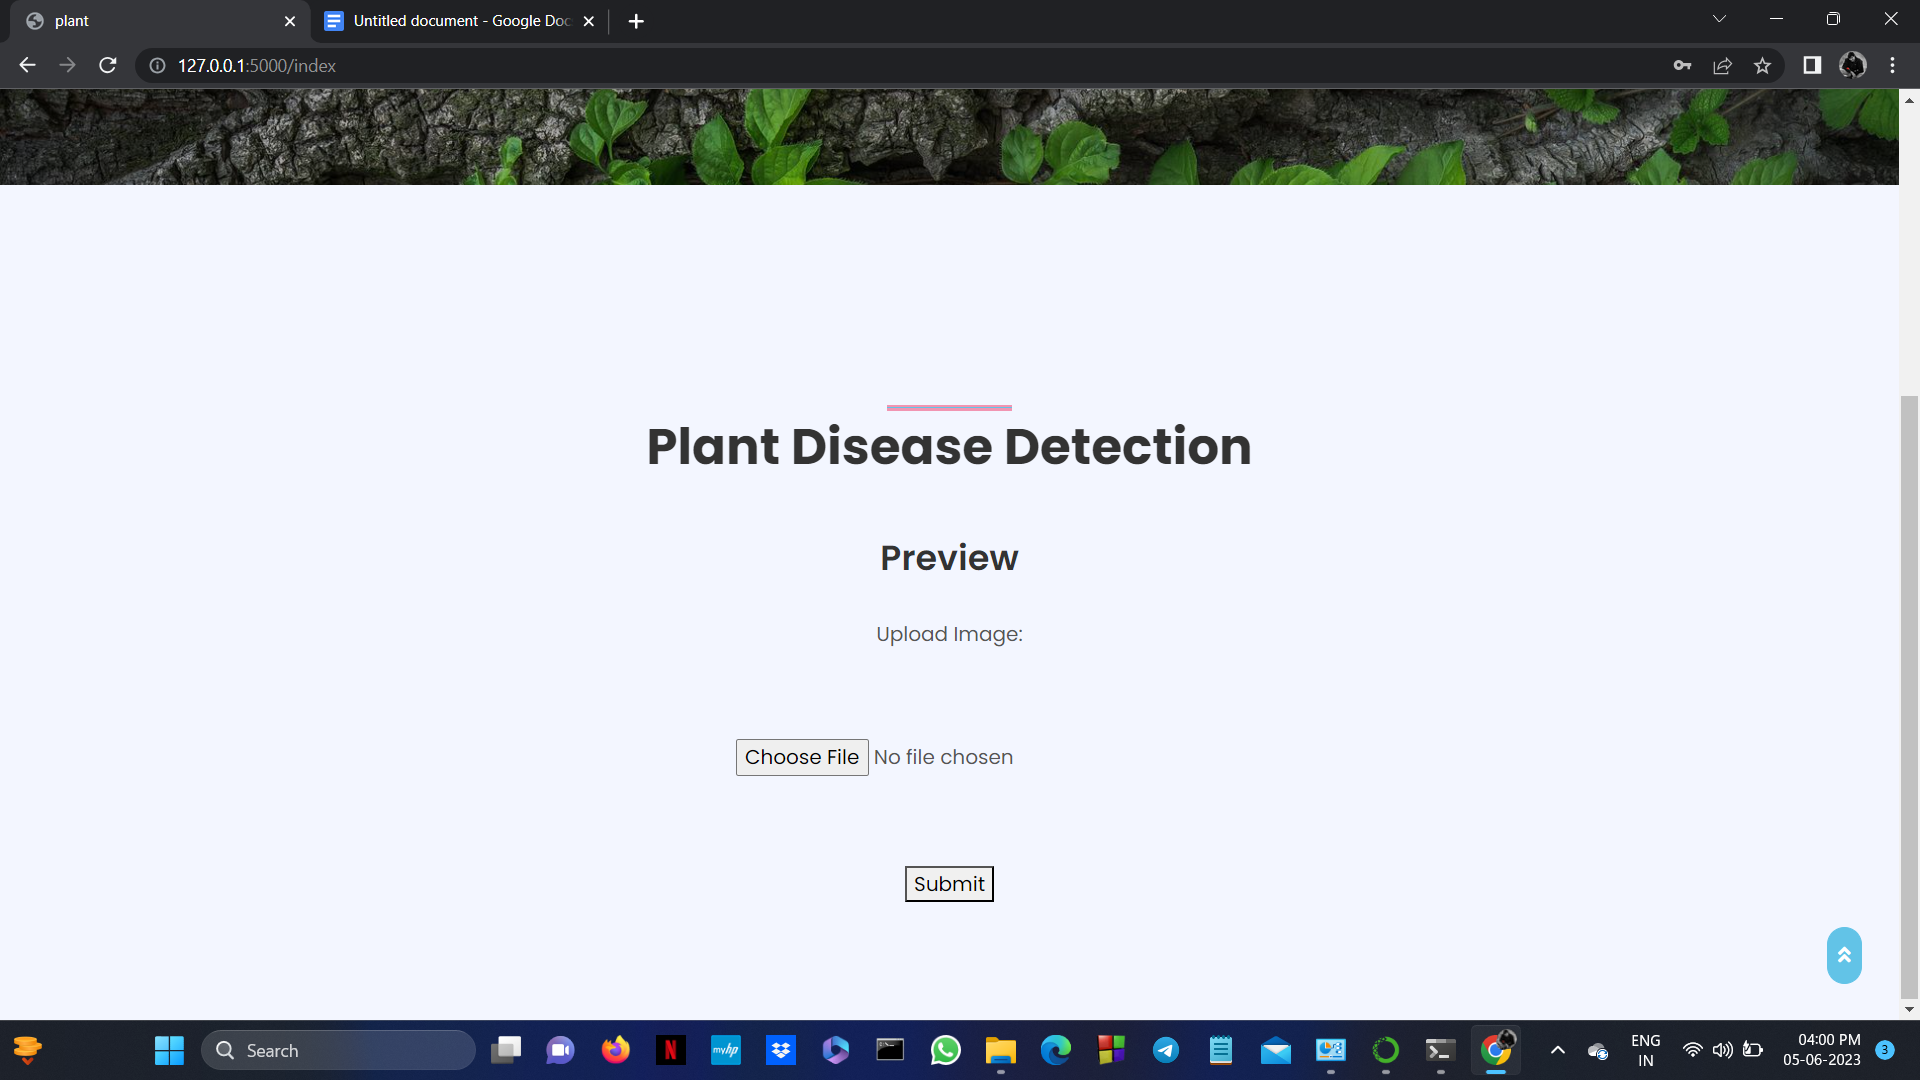 plant
Untitled document - Google Doc
127.0.0.1:5000/index
Plant Disease Detection
Preview
Upload Image:
Choose File No file chosen
Submit
Search
N
myhp
ENG
IN
04:00 PM
05-06-2023
3